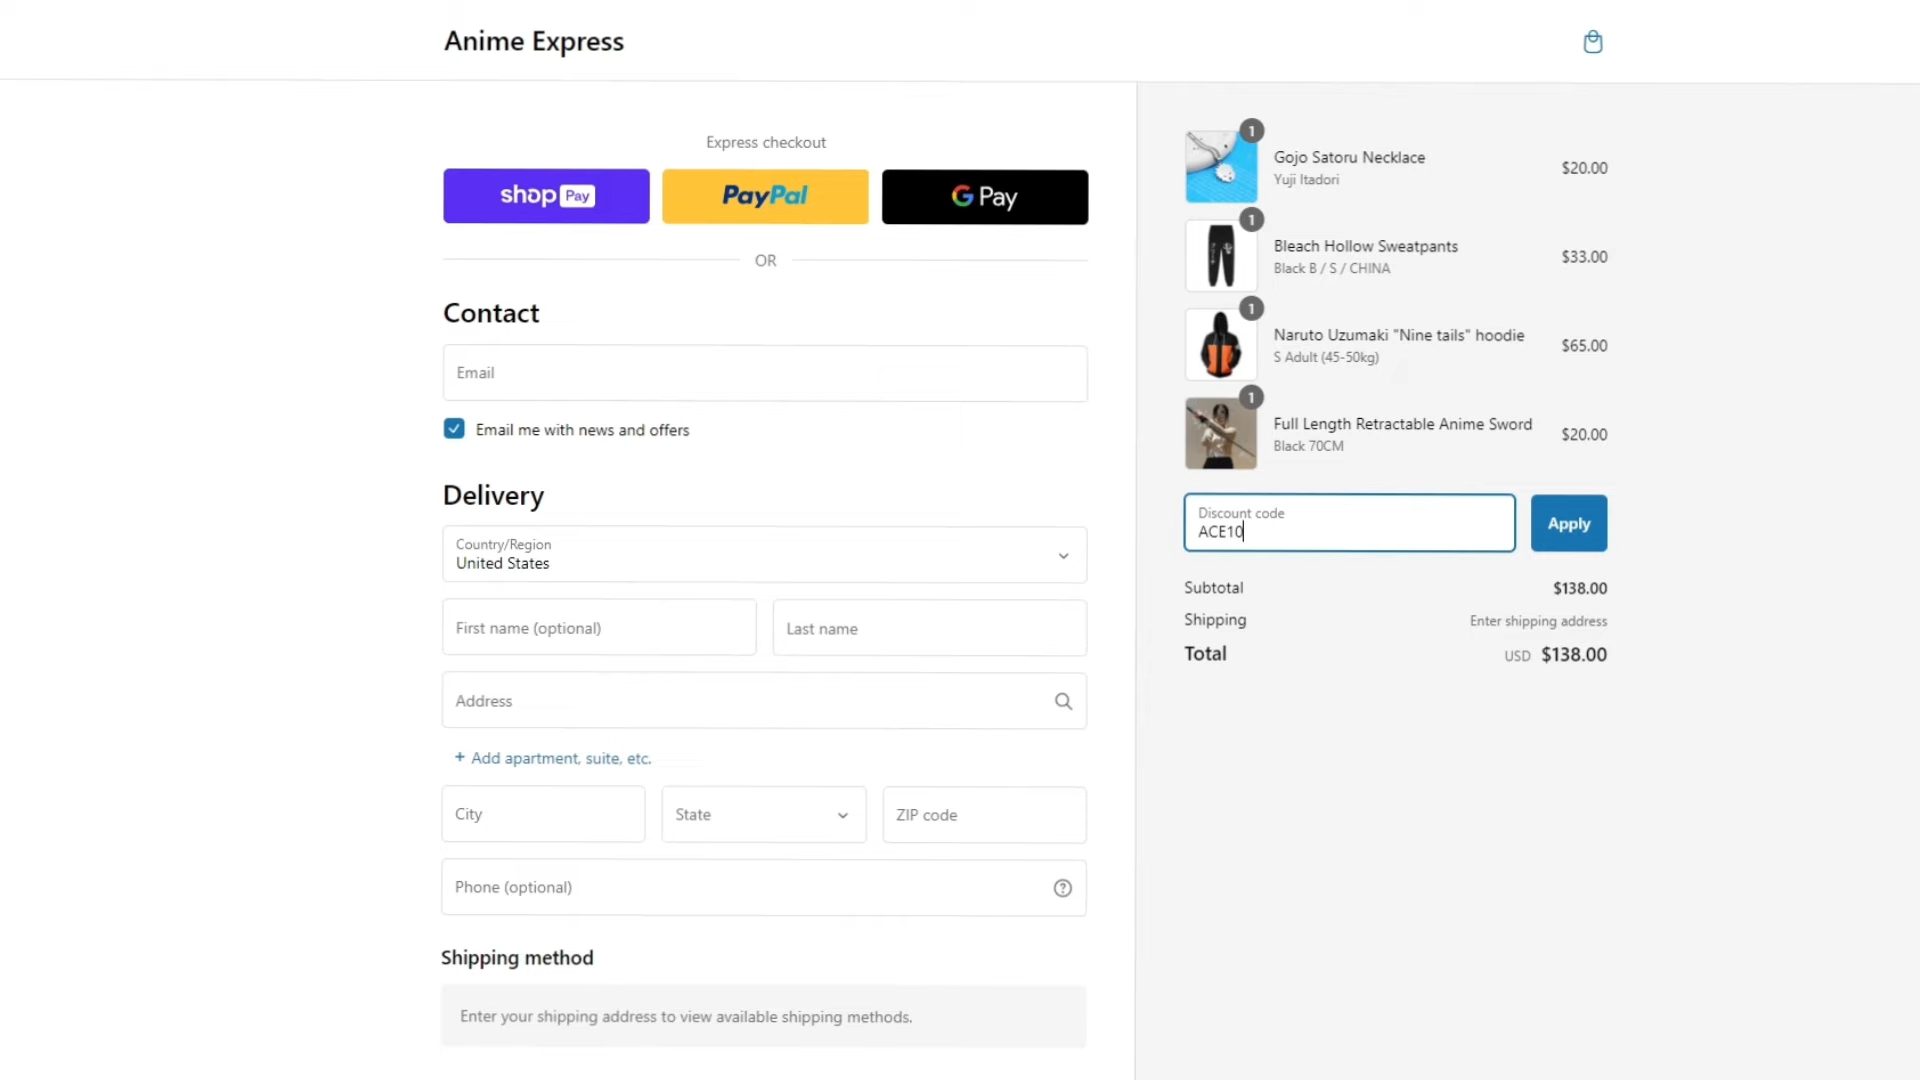 Anime Express
Express checkout
shop Pay
PayPal
G Pay
OR
Contact
Email
Email me with news and offers
Delivery
Country/Region
United States
First name (optional)
Last name
Address
+ Add apartment, suite, etc.
City
State
ZIP code
Phone (optional)
Shipping method
Enter your shipping address to view available shipping methods.
1
Gojo Satoru Necklace
Yuji Itadori
$20.00
1
Bleach Hollow Sweatpants
Black B / S / CHINA
$33.00
1
Naruto Uzumaki "Nine tails" hoodie
S Adult (45-50kg)
$65.00
1
Full Length Retractable Anime Sword
Black 70CM
$20.00
Discount code
ACE10
Apply
Subtotal $138.00
Shipping Enter shipping address
Total USD $138.00